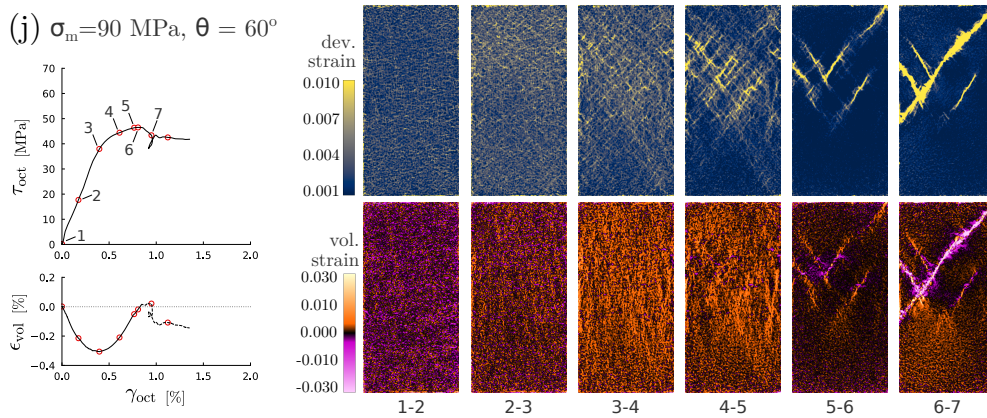 (j) σm=90 MPa, θ = 60°
70
60
50
40
30
20
10
0
τoct [MPa]
1
2
3
4
5
6
7
0.0 0.5 1.0 1.5 2.0
0.2
0.0
-0.2
-0.4
ϵvol [%]
0.0 0.5 1.0 1.5 2.0
γoct [%]
dev.
strain
0.010
0.007
0.004
0.001
vol.
strain
0.030
0.015
0.000
-0.010
-0.030
1-2 2-3 3-4 4-5 5-6 6-7